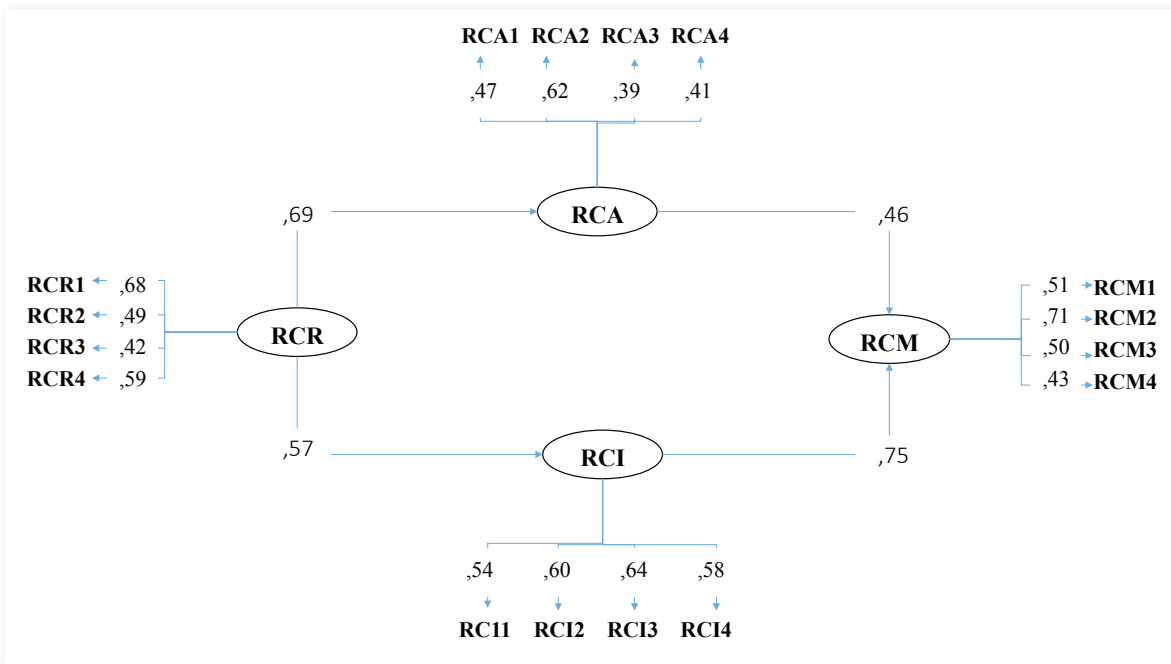 RCA1 RCA2 RCA3 RCA4
,47 ,62 ,39 ,41
RCA
,69 ,46
RCR1 ,68
RCR2 ,49
RCR3 ,42
RCR4 ,59
RCR
RCM
,51 RCM1
,71 RCM2
,50 RCM3
,43 RCM4
,57 ,75
RCI
,54 ,60 ,64 ,58
RC11 RCI2 RCI3 RCI4